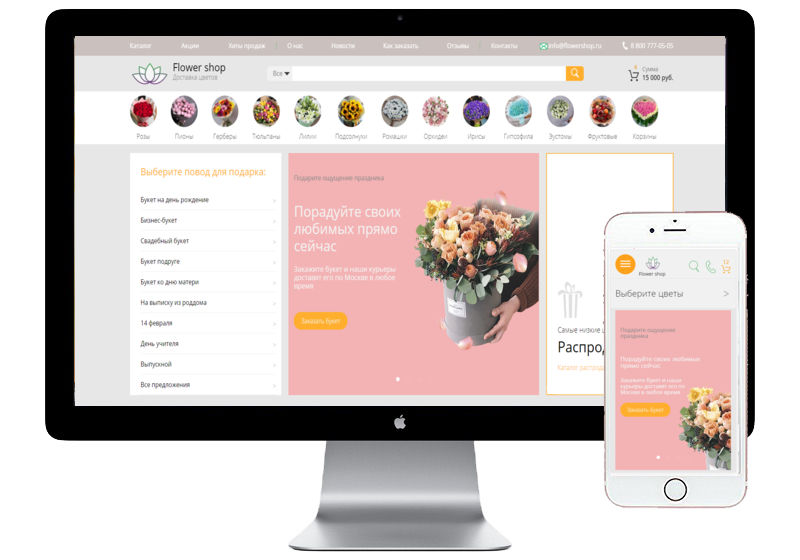 Каталог Акции Хиты продаж О нас Новости Как заказать Отзывы Контакты info@flowershop.ru 8 800 777-05-05
Flower shop
Доставка цветов
Все
4
Сумма
15 000 руб.
Розы Пионы Герберы Тюльпаны Лилии Подсолнухи Ромашки Орхидеи Ирисы Гипсофила Эустомы Фруктовые Корзины
Выберите повод для подарка:
Букет на день рождение
Бизнес-букет
Свадебный букет
Букет подруге
Букет ко дню матери
На выписку из роддома
14 февраля
День учителя
Выпускной
Все предложения
Подарите ощущение праздника
Порадуйте своих
любимых прямо
сейчас
Закажите букет и наши курьеры
доставят его по Москве в любое
время
Заказать букет
Самые низкие ц
Распрод
Каталог распрода
12
Flower shop
Выберите цветы >
Подарите ощущение
праздника
Порадуйте своих любимых
прямо сейчас
Закажите букет и наши
курьеры доставят его по
Москве в любое время
Заказать букет